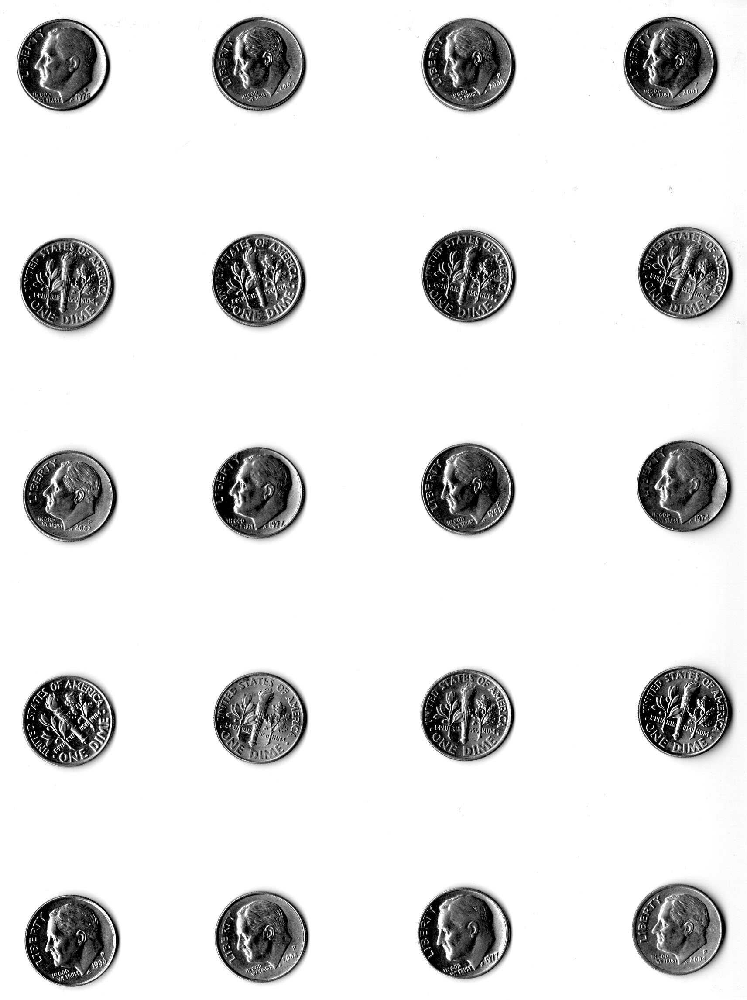 LIBERTY
IN GOD
WE TRUST
D
1975
LIBERTY
IN GOD
WE TRUST
P
2005
LIBERTY
IN GOD
WE TRUST
P
2000
LIBERTY
IN GOD
WE TRUST
P
2007
UNITED STATES OF AMERICA
E·PLURIBUS UNUM
· ONE DIME ·
UNITED STATES OF AMERICA
E·PLURIBUS UNUM
· ONE DIME ·
UNITED STATES OF AMERICA
E·PLURIBUS UNUM
· ONE DIME ·
UNITED STATES OF AMERICA
E·PLURIBUS UNUM
· ONE DIME ·
LIBERTY
IN GOD
WE TRUST
P
2002
LIBERTY
IN GOD
WE TRUST
1977
LIBERTY
IN GOD
WE TRUST
P
1998
LIBERTY
IN GOD
WE TRUST
UNITED STATES OF AMERICA
E·PLURIBUS UNUM
· ONE DIME ·
UNITED STATES OF AMERICA
E·PLURIBUS UNUM
· ONE DIME ·
UNITED STATES OF AMERICA
E·PLURIBUS UNUM
· ONE DIME ·
UNITED STATES OF AMERICA
E·PLURIBUS UNUM
· ONE DIME ·
LIBERTY
IN GOD
WE TRUST
P
1996
LIBERTY
IN GOD
WE TRUST
P
LIBERTY
IN GOD
WE TRUST
1977
LIBERTY
IN GOD
WE TRUST
P
2004